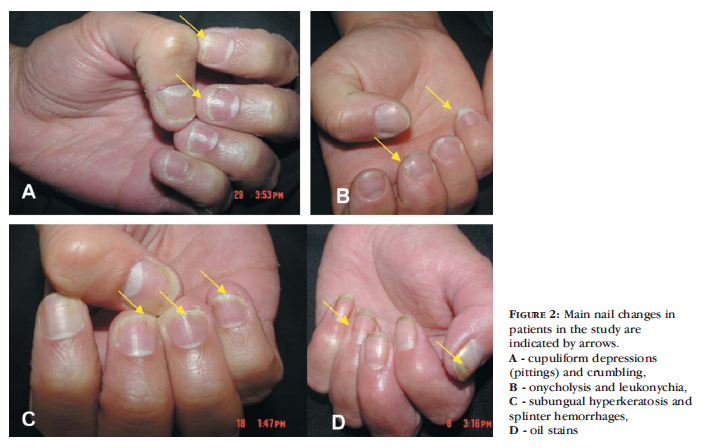 A
29 3:53PM
B
C
18 1:47PM
D
8 3:16PM
FIGURE 2: Main nail changes in
patients in the study are
indicated by arrows.
A - cupuliform depressions
(pittings) and crumbling,
B - onycholysis and leukonychia,
C - subungual hyperkeratosis and
splinter hemorrhages,
D - oil stains